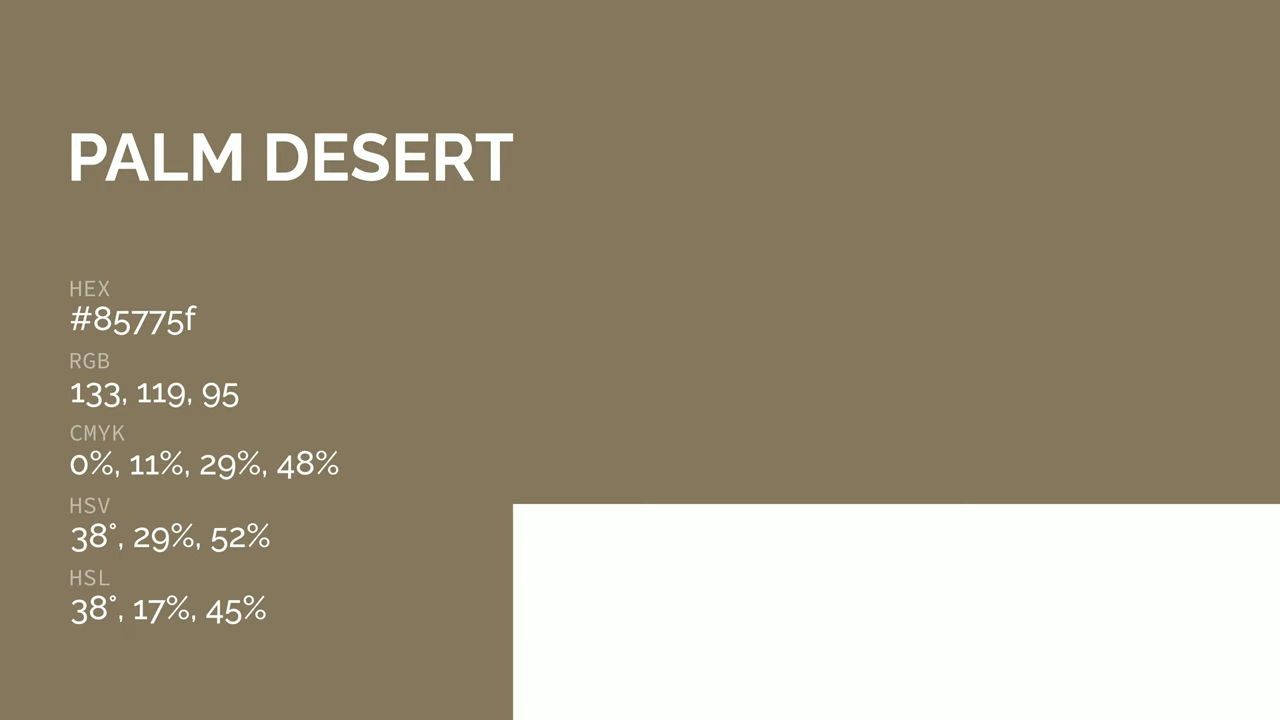 PALM DESERT
HEX
#85775f
RGB
133, 119, 95
CMYK
0%, 11%, 29%, 48%
HSV
38°, 29%, 52%
HSL
38°, 17%, 45%